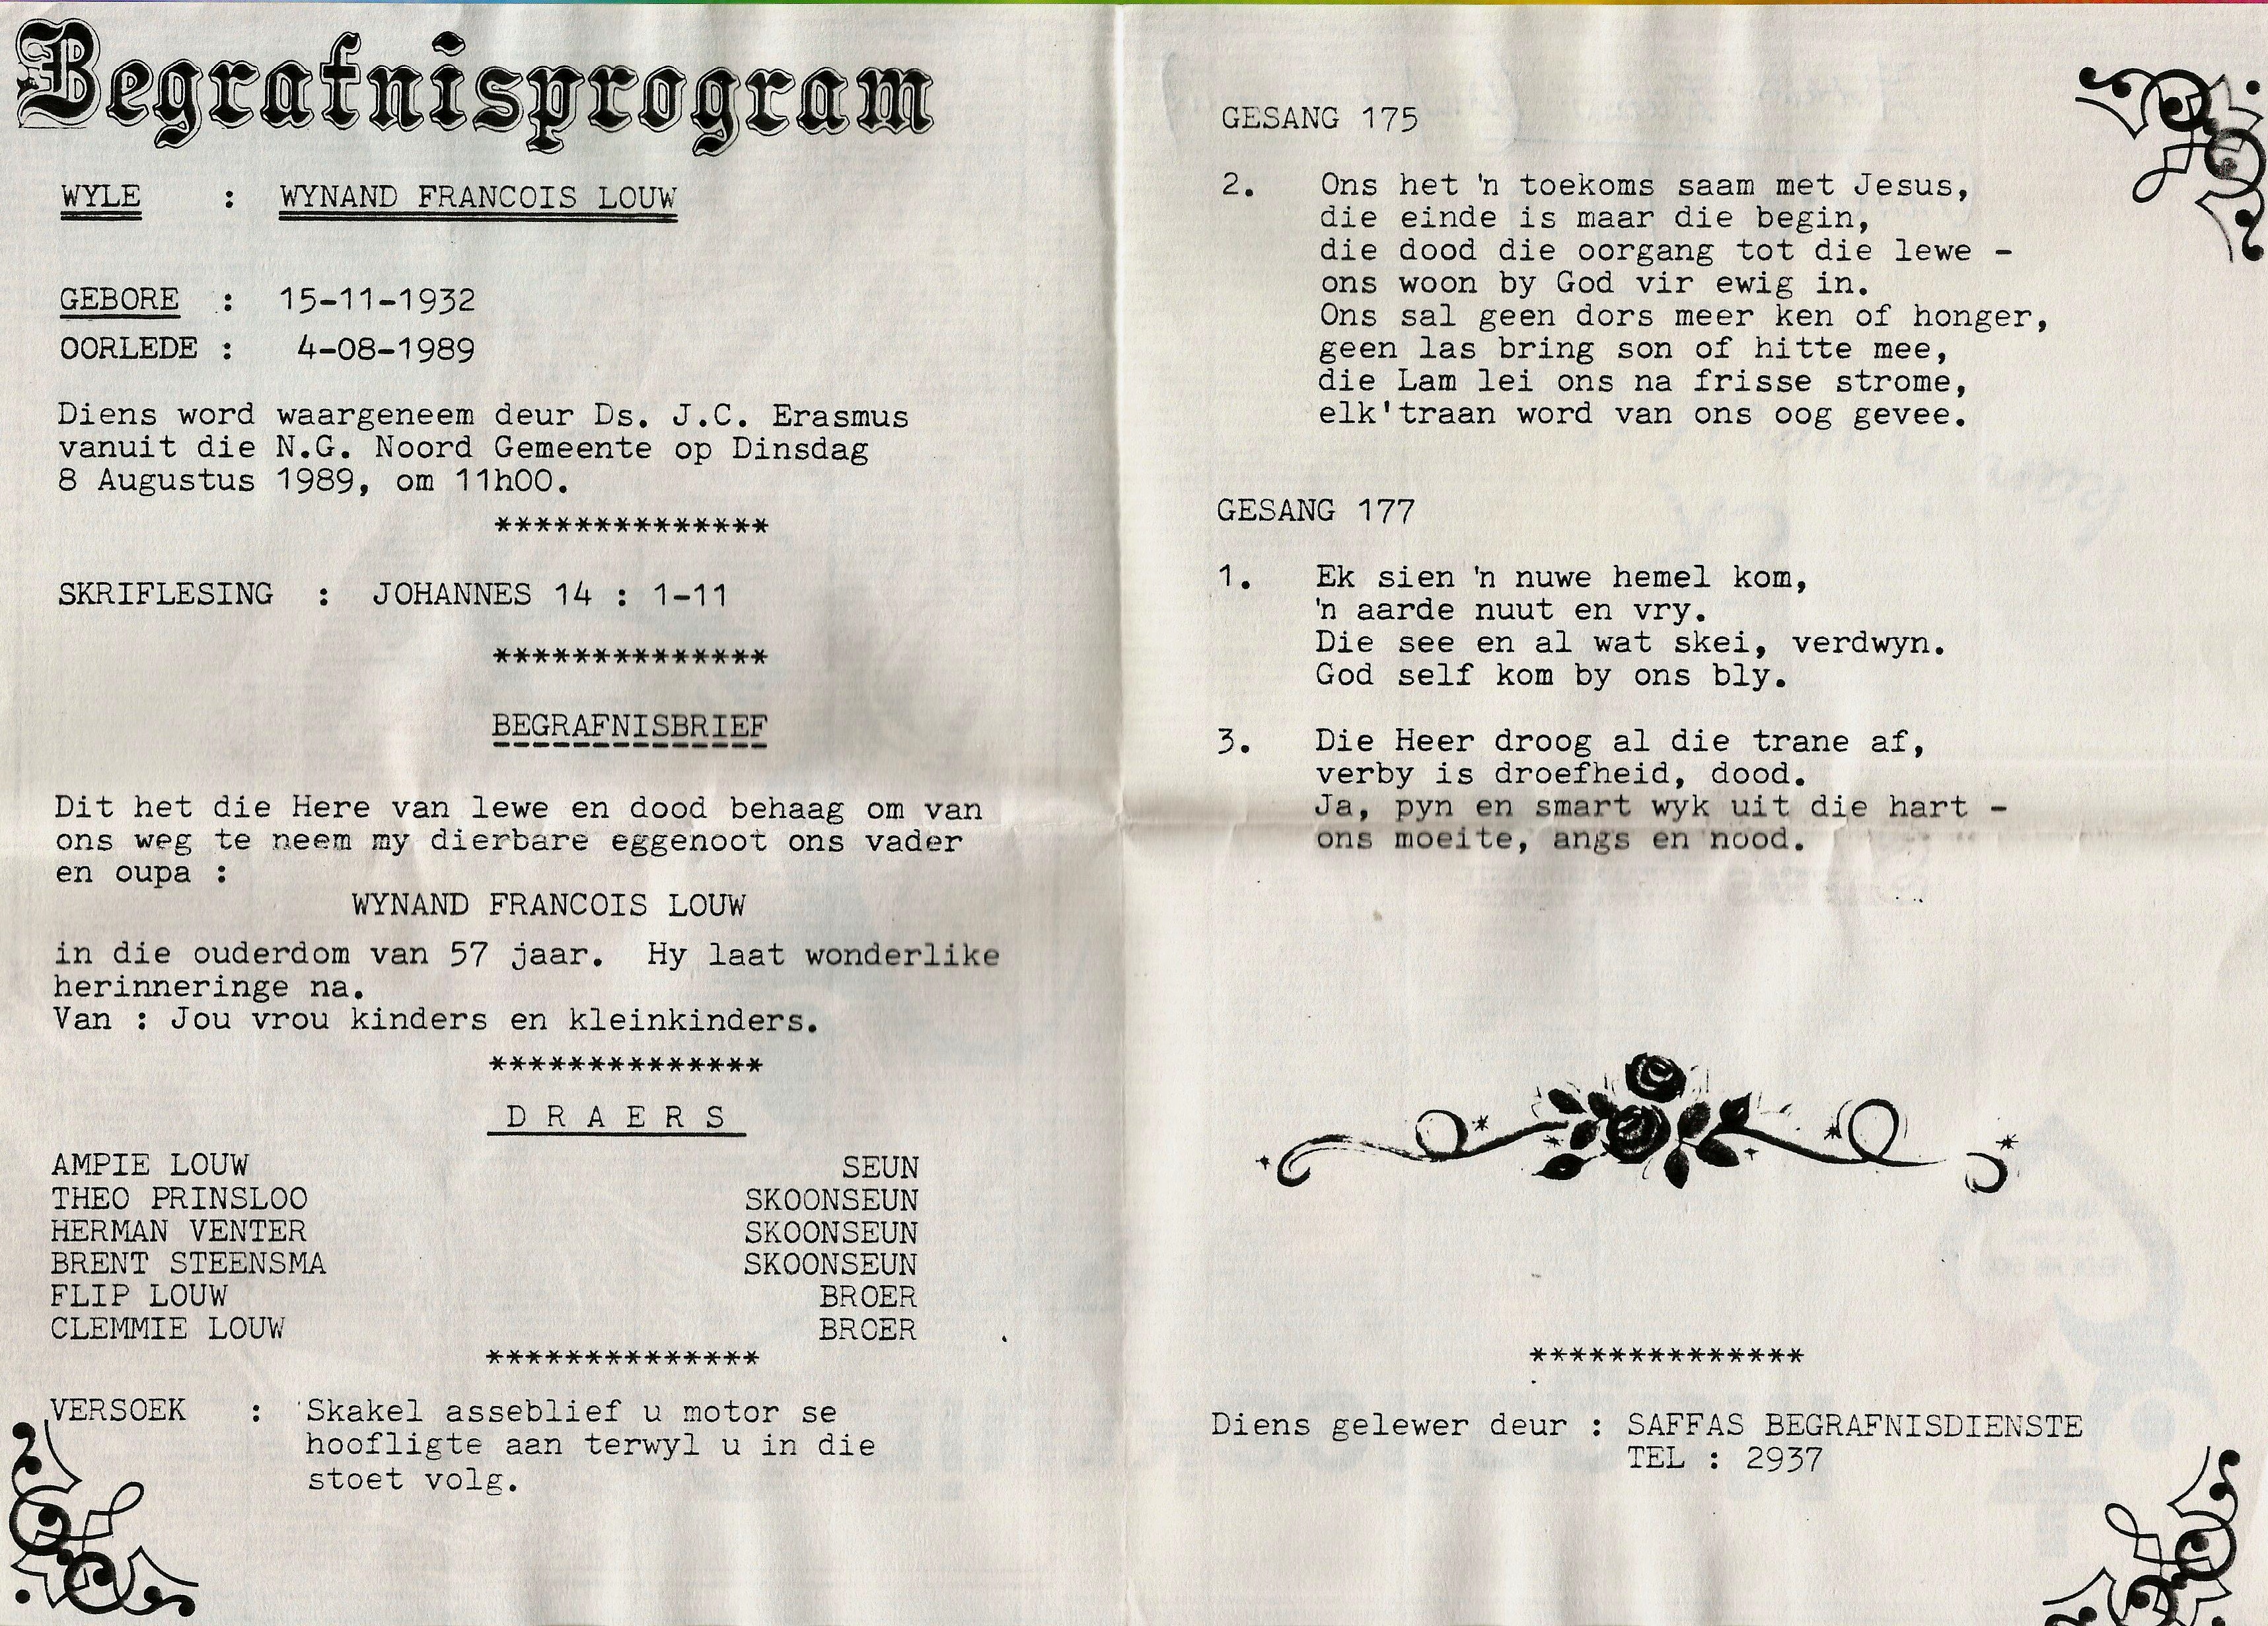 Begrafnisprogram
WYLE : WYNAND FRANCOIS LOUW
GEBORE : 15-11-1932
OORLEDE : 4-08-1989
Diens word waargeneem deur Ds. J.C. Erasmus
vanuit die N.G. Noord Gemeente op Dinsdag
8 Augustus 1989, om 11h00.
**************
SKRIFLESING : JOHANNES 14 : 1-11
**************
BEGRAFNISBRIEF
Dit het die Here van lewe en dood behaag om van
ons weg te neem my dierbare eggenoot ons vader
en oupa :
WYNAND FRANCOIS LOUW
in die ouderdom van 57 jaar. Hy laat wonderlike
herinneringe na.
Van : Jou vrou kinders en kleinkinders.
**************
D R A E R S
AMPIE LOUW SEUN
THEO PRINSLOO SKOONSEUN
HERMAN VENTER SKOONSEUN
BRENT STEENSMA SKOONSEUN
FLIP LOUW BROER
CLEMMIE LOUW BROER
**************
VERSOEK : Skakel asseblief u motor se
hoofligte aan terwyl u in die
stoet volg.
GESANG 175
2. Ons het 'n toekoms saam met Jesus,
die einde is maar die begin,
die dood die oorgang tot die lewe -
ons woon by God vir ewig in.
Ons sal geen dors meer ken of honger,
geen las bring son of hitte mee,
die Lam lei ons na frisse strome,
elk'traan word van ons oog gevee.
GESANG 177
1. Ek sien 'n nuwe hemel kom,
'n aarde nuut en vry.
Die see en al wat skei, verdwyn.
God self kom by ons bly.
3. Die Heer droog al die trane af,
verby is droefheid, dood.
Ja, pyn en smart wyk uit die hart -
ons moeite, angs en nood.
**************
Diens gelewer deur : SAFFAS BEGRAFNISDIENSTE
TEL : 2937